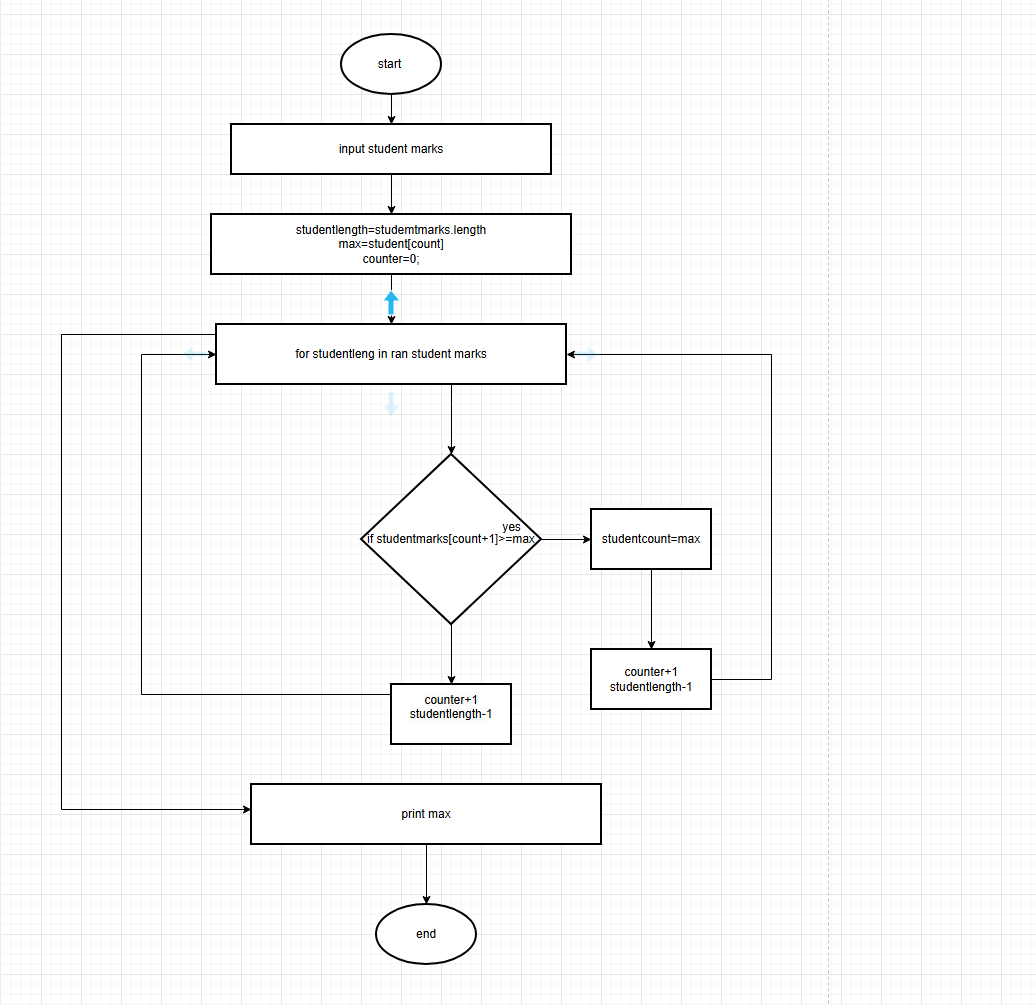 start
input student marks
studentlength=studemtmarks.length
max=student[count]
counter=0;
for studentleng in ran student marks
yes
if studentmarks[count+1]>=max
studentcount=max
counter+1
studentlength-1
counter+1
studentlength-1
print max
end